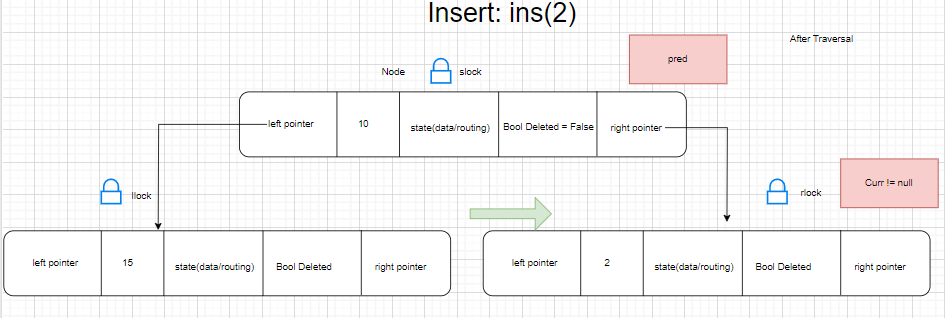 Insert: ins(2)
After Traversal
pred
Node
slock
left pointer
10
state(data/routing)
Bool Deleted = False
right pointer
llock
rlock
Curr != null
left pointer
15
state(data/routing)
Bool Deleted
right pointer
left pointer
2
state(data/routing)
Bool Deleted
right pointer